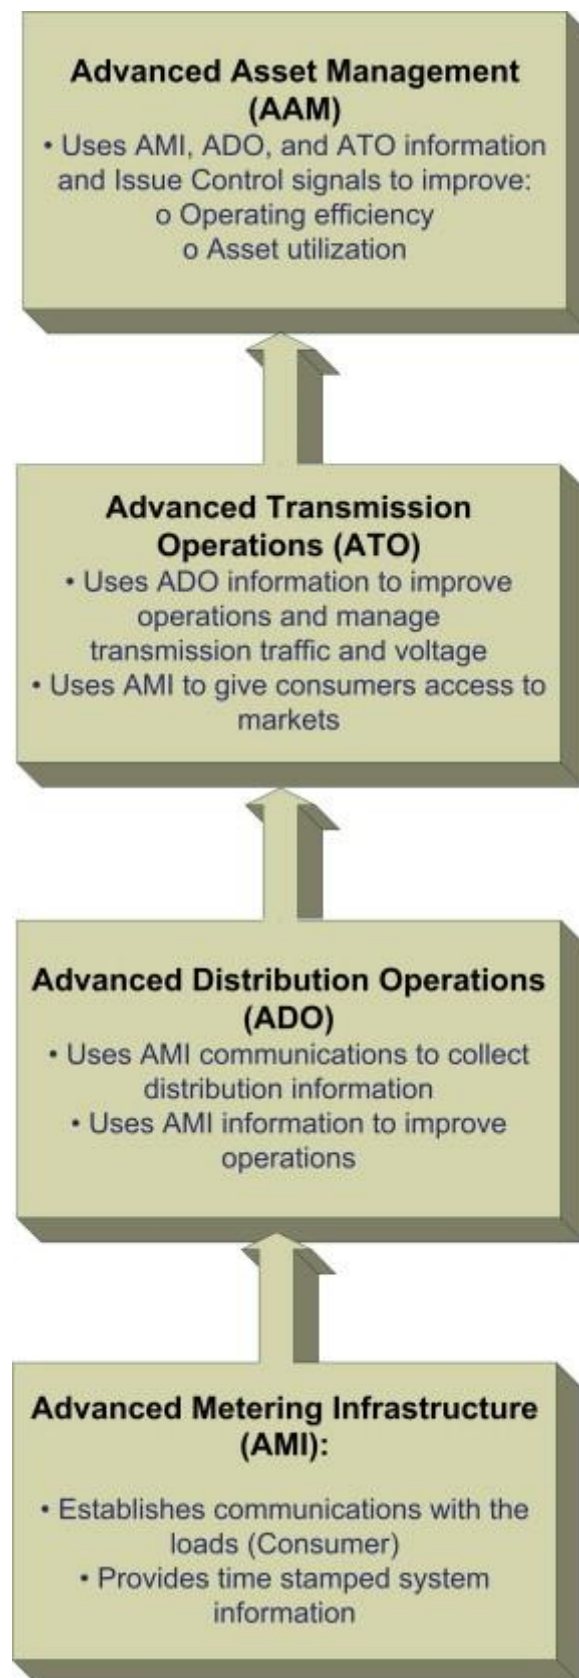 Advanced Asset Management
(AAM)
• Uses AMI, ADO, and ATO information
and Issue Control signals to improve:
o Operating efficiency
o Asset utilization
Advanced Transmission
Operations (ATO)
• Uses ADO information to improve
operations and manage
transmission traffic and voltage
• Uses AMI to give consumers access to
markets
Advanced Distribution Operations
(ADO)
• Uses AMI communications to collect
distribution information
• Uses AMI information to improve
operations
Advanced Metering Infrastructure
(AMI):
• Establishes communications with the
loads (Consumer)
• Provides time stamped system
information